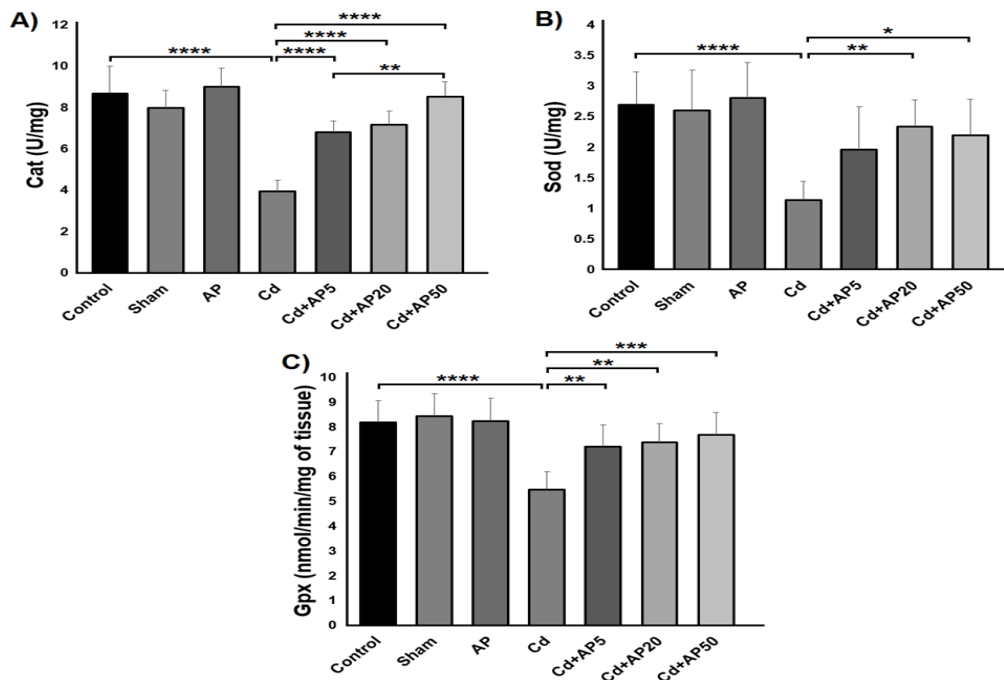 A)
Cat (U/mg)
12
10
8
6
4
2
0
****
****
****
****
**
Control
Sham
AP
Cd
Cd+AP5
Cd+AP20
Cd+AP50
B)
Sod (U/mg)
4
3.5
3
2.5
2
1.5
1
0.5
0
*
****
**
Control
Sham
AP
Cd
Cd+AP5
Cd+AP20
Cd+AP50
C)
Gpx (nmol/min/mg of tissue)
10
9
8
7
6
5
4
3
2
1
0
***
**
****
**
Control
Sham
AP
Cd
Cd+AP5
Cd+AP20
Cd+AP50